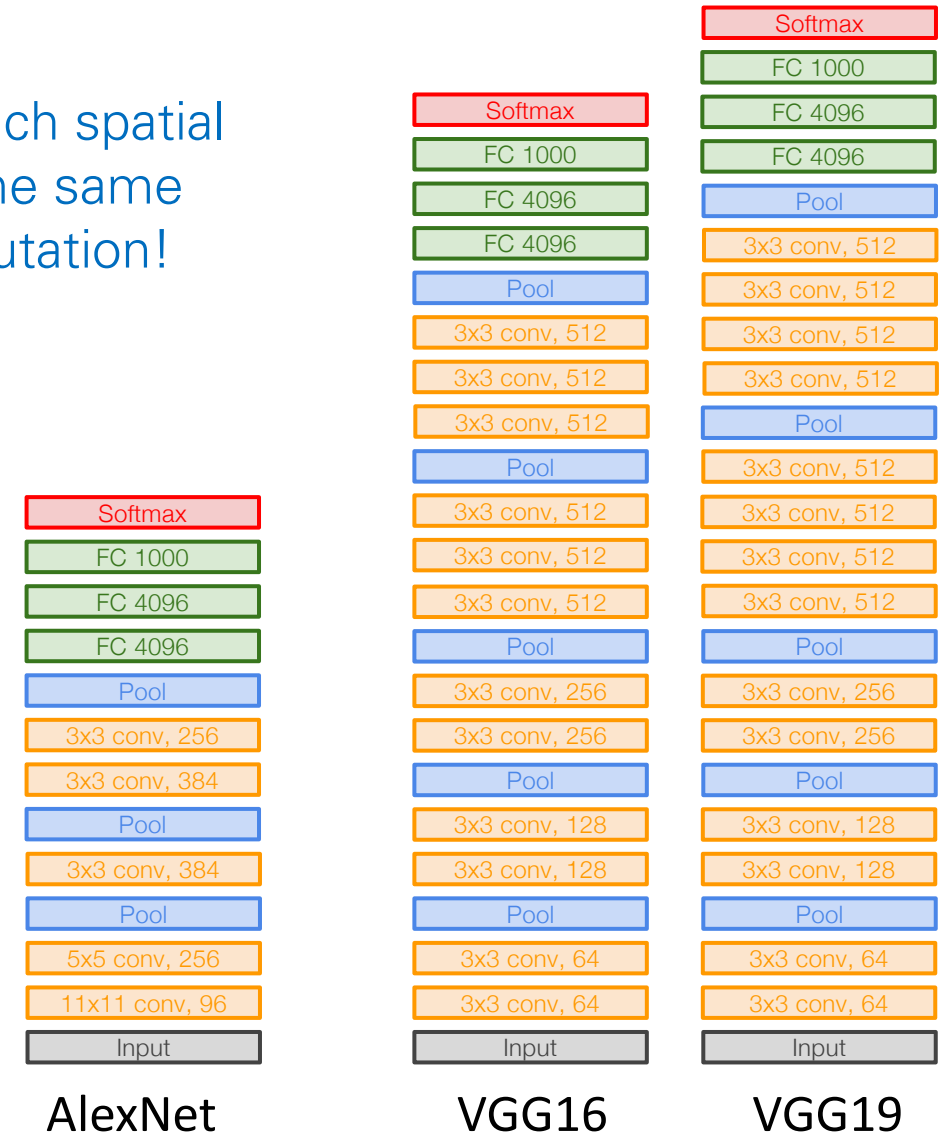 ch spatial
he same
utation!
Softmax
FC 1000
FC 4096
FC 4096
Pool
3x3 conv, 256
3x3 conv, 384
Pool
3x3 conv, 384
Pool
5x5 conv, 256
11x11 conv, 96
Input
AlexNet
Softmax
FC 1000
FC 4096
FC 4096
Pool
3x3 conv, 512
3x3 conv, 512
3x3 conv, 512
Pool
3x3 conv, 512
3x3 conv, 512
3x3 conv, 512
Pool
3x3 conv, 256
3x3 conv, 256
Pool
3x3 conv, 128
3x3 conv, 128
Pool
3x3 conv, 64
3x3 conv, 64
Input
VGG16
Softmax
FC 1000
FC 4096
FC 4096
Pool
3x3 conv, 512
3x3 conv, 512
3x3 conv, 512
3x3 conv, 512
Pool
3x3 conv, 512
3x3 conv, 512
3x3 conv, 512
3x3 conv, 512
Pool
3x3 conv, 256
3x3 conv, 256
Pool
3x3 conv, 128
3x3 conv, 128
Pool
3x3 conv, 64
3x3 conv, 64
Input
VGG19